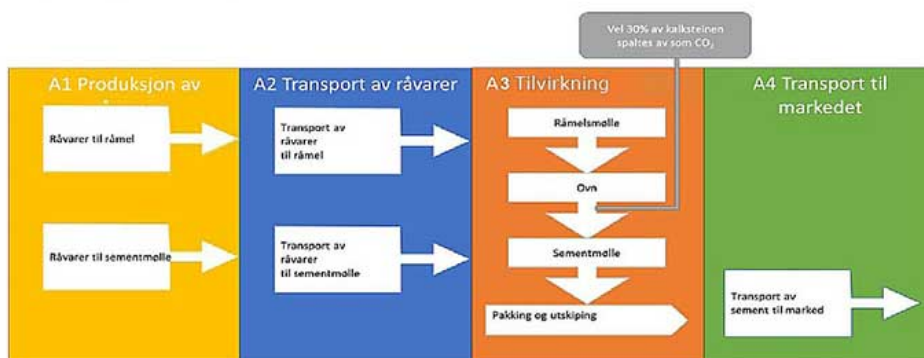 Vel 30% av kalksteinen
spaltes av som CO₂
A1 Produksjon av
Råvarer til råmel
Råvarer til sementmølle
A2 Transport av råvarer
Transport av
råvarer
til råmel
Transport av
råvarer
til sementmølle
A3 Tilvirkning
Råmelsmølle
Ovn
Sementmølle
Pakking og utskiping
A4 Transport til
markedet
Transport av
sement til marked